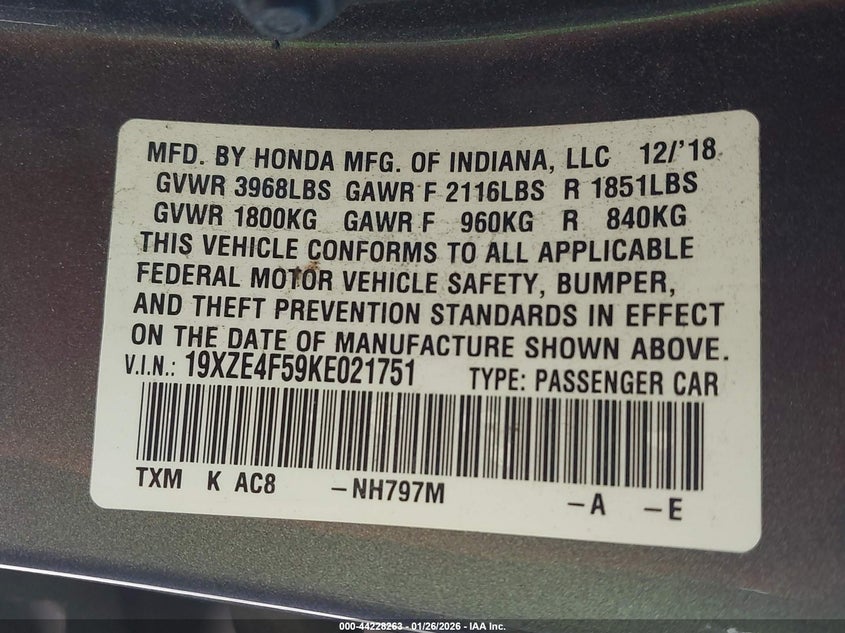 MFD. BY HONDA MFG. OF INDIANA, LLC 12/'18
GVWR 3968LBS GAWR F 2116LBS R 1851LBS
GVWR 1800KG GAWR F 960KG R 840KG
THIS VEHICLE CONFORMS TO ALL APPLICABLE
FEDERAL MOTOR VEHICLE SAFETY, BUMPER,
AND THEFT PREVENTION STANDARDS IN EFFECT
ON THE DATE OF MANUFACTURE SHOWN ABOVE.
V.I.N.: 19XZE4F59KE021751 TYPE: PASSENGER CAR
TXM K AC8 -NH797M -A -E
000-44228263 - 01/26/2026 - IAA Inc.